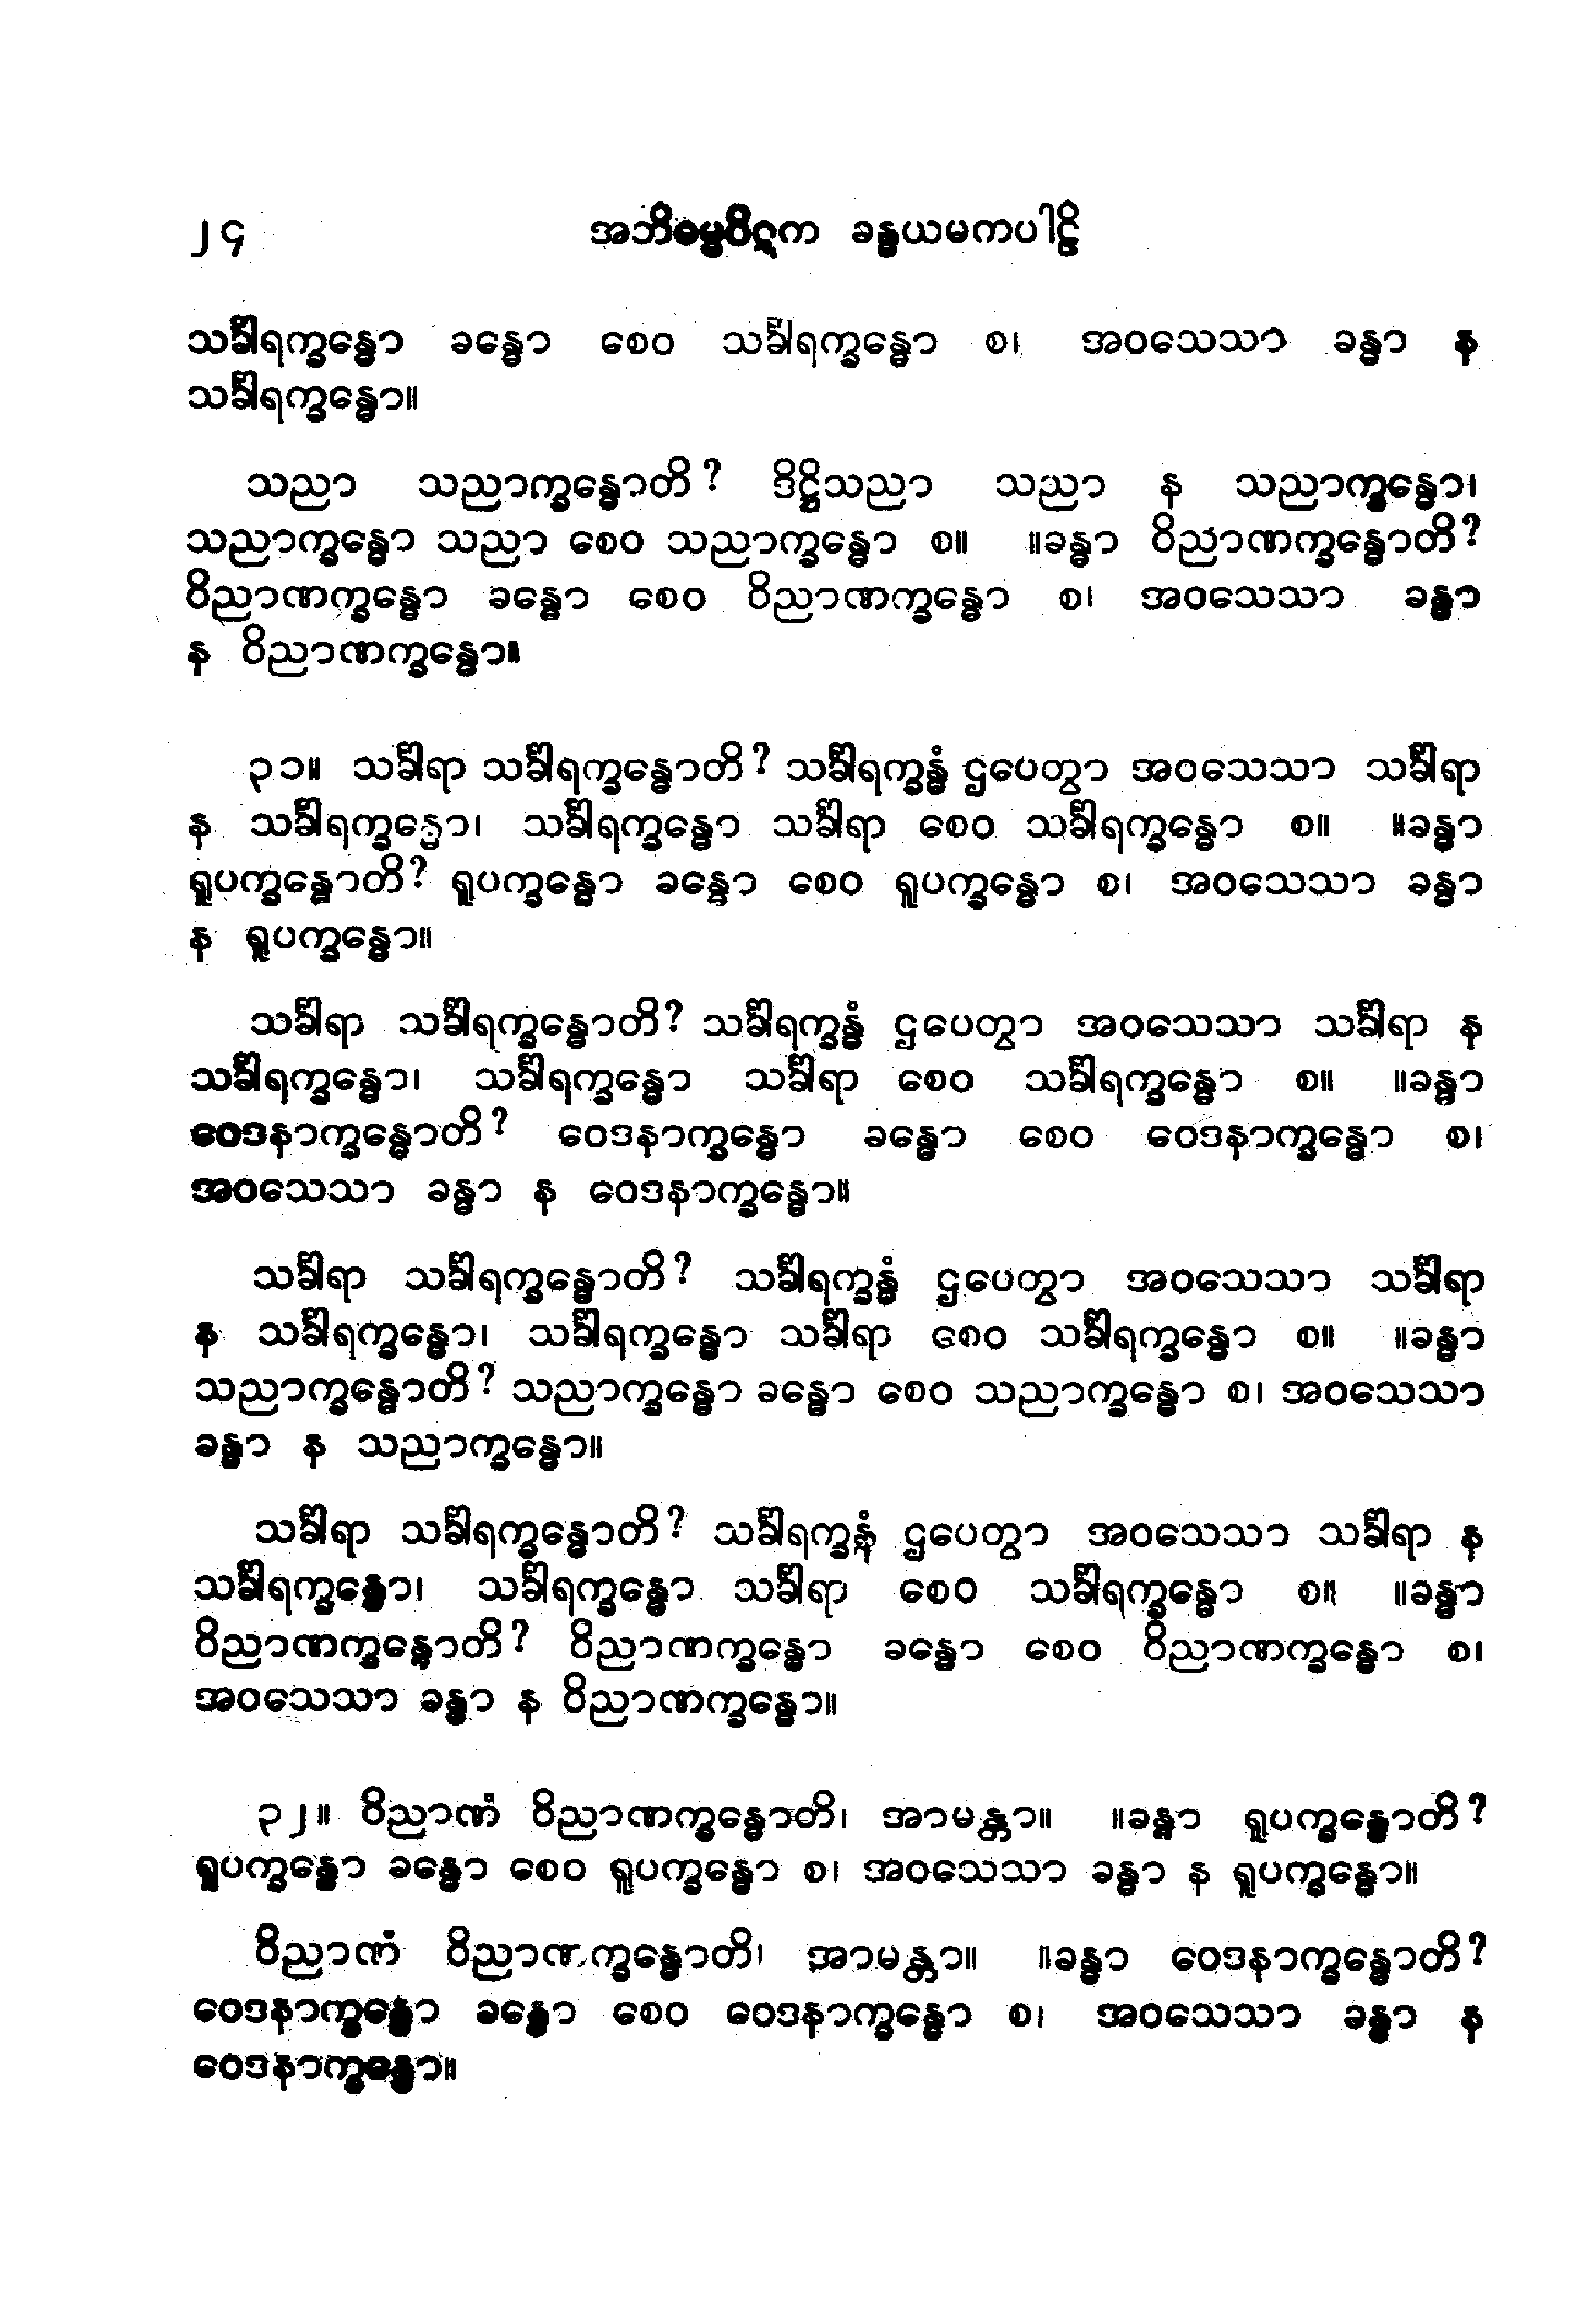 ၂၄ အဘိဓမ္မပိဋက ခန္ဓယမကပါဠိ
သင်္ခါရက္ခန္ဓော ခန္ဓော စေဝ သင်္ခါရက္ခန္ဓော စ၊ အဝသေသာ ခန္ဓာ န
သင်္ခါရက္ခန္ဓော။
သညာ သညာက္ခန္ဓောတိ? ဒိဋ္ဌိသညာ သညာ န သညာက္ခန္ဓော၊
သညာက္ခန္ဓော သညာ စေဝ သညာက္ခန္ဓော စ။ ။ခန္ဓာ ဝိညာဏက္ခန္ဓောတိ?
ဝိညာဏက္ခန္ဓော ခန္ဓော စေဝ ဝိညာဏက္ခန္ဓော စ၊ အဝသေသာ ခန္ဓာ
န ဝိညာဏက္ခန္ဓော။
၃၁။ သင်္ခါရာ သင်္ခါရက္ခန္ဓောတိ? သင်္ခါရက္ခန္ဓံ ဌပေတွာ အဝသေသာ သင်္ခါရာ
န သင်္ခါရက္ခန္ဓော၊ သင်္ခါရက္ခန္ဓော သင်္ခါရာ စေဝ သင်္ခါရက္ခန္ဓော စ။ ။ခန္ဓာ
ရူပက္ခန္ဓောတိ? ရူပက္ခန္ဓော ခန္ဓော စေဝ ရူပက္ခန္ဓော စ၊ အဝသေသာ ခန္ဓာ
န ရူပက္ခန္ဓော။
သင်္ခါရာ သင်္ခါရက္ခန္ဓောတိ? သင်္ခါရက္ခန္ဓံ ဌပေတွာ အဝသေသာ သင်္ခါရာ န
သင်္ခါရက္ခန္ဓော၊ သင်္ခါရက္ခန္ဓော သင်္ခါရာ စေဝ သင်္ခါရက္ခန္ဓော စ။ ။ခန္ဓာ
ဝေဒနာက္ခန္ဓောတိ? ဝေဒနာက္ခန္ဓော ခန္ဓော စေဝ ဝေဒနာက္ခန္ဓော စ၊
အဝသေသာ ခန္ဓာ န ဝေဒနာက္ခန္ဓော။
သင်္ခါရာ သင်္ခါရက္ခန္ဓောတိ? သင်္ခါရက္ခန္ဓံ ဌပေတွာ အဝသေသာ သင်္ခါရာ
န သင်္ခါရက္ခန္ဓော၊ သင်္ခါရက္ခန္ဓော သင်္ခါရာ စေဝ သင်္ခါရက္ခန္ဓော စ။ ။ခန္ဓာ
သညာက္ခန္ဓောတိ? သညာက္ခန္ဓော ခန္ဓော စေဝ သညာက္ခန္ဓော စ၊ အဝသေသာ
ခန္ဓာ န သညာက္ခန္ဓော။
သင်္ခါရာ သင်္ခါရက္ခန္ဓောတိ? သင်္ခါရက္ခန္ဓံ ဌပေတွာ အဝသေသာ သင်္ခါရာ န
သင်္ခါရက္ခန္ဓော၊ သင်္ခါရက္ခန္ဓော သင်္ခါရာ စေဝ သင်္ခါရက္ခန္ဓော စ။ ။ခန္ဓာ
ဝိညာဏက္ခန္ဓောတိ? ဝိညာဏက္ခန္ဓော ခန္ဓော စေဝ ဝိညာဏက္ခန္ဓော စ၊
အဝသေသာ ခန္ဓာ န ဝိညာဏက္ခန္ဓော။
၃၂။ ဝိညာဏံ ဝိညာဏက္ခန္ဓောတိ၊ အာမန္တာ။ ။ခန္ဓာ ရူပက္ခန္ဓောတိ?
ရူပက္ခန္ဓော ခန္ဓော စေဝ ရူပက္ခန္ဓော စ၊ အဝသေသာ ခန္ဓာ န ရူပက္ခန္ဓော။
ဝိညာဏံ ဝိညာဏက္ခန္ဓောတိ၊ အာမန္တာ။ ။ခန္ဓာ ဝေဒနာက္ခန္ဓောတိ?
ဝေဒနာက္ခန္ဓော ခန္ဓော စေဝ ဝေဒနာက္ခန္ဓော စ၊ အဝသေသာ ခန္ဓာ န
ဝေဒနာက္ခန္ဓော။